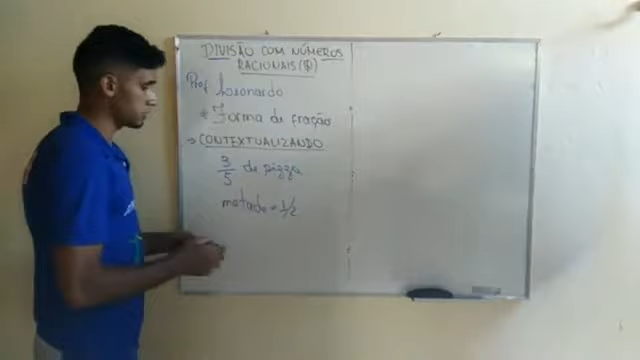 DIVISÃO COM NÚMEROS
RACIONAIS (Q)
Prof Leonardo
* Forma de fração
→ CONTEXTUALIZANDO
3/5 de pizza
metade = 1/2